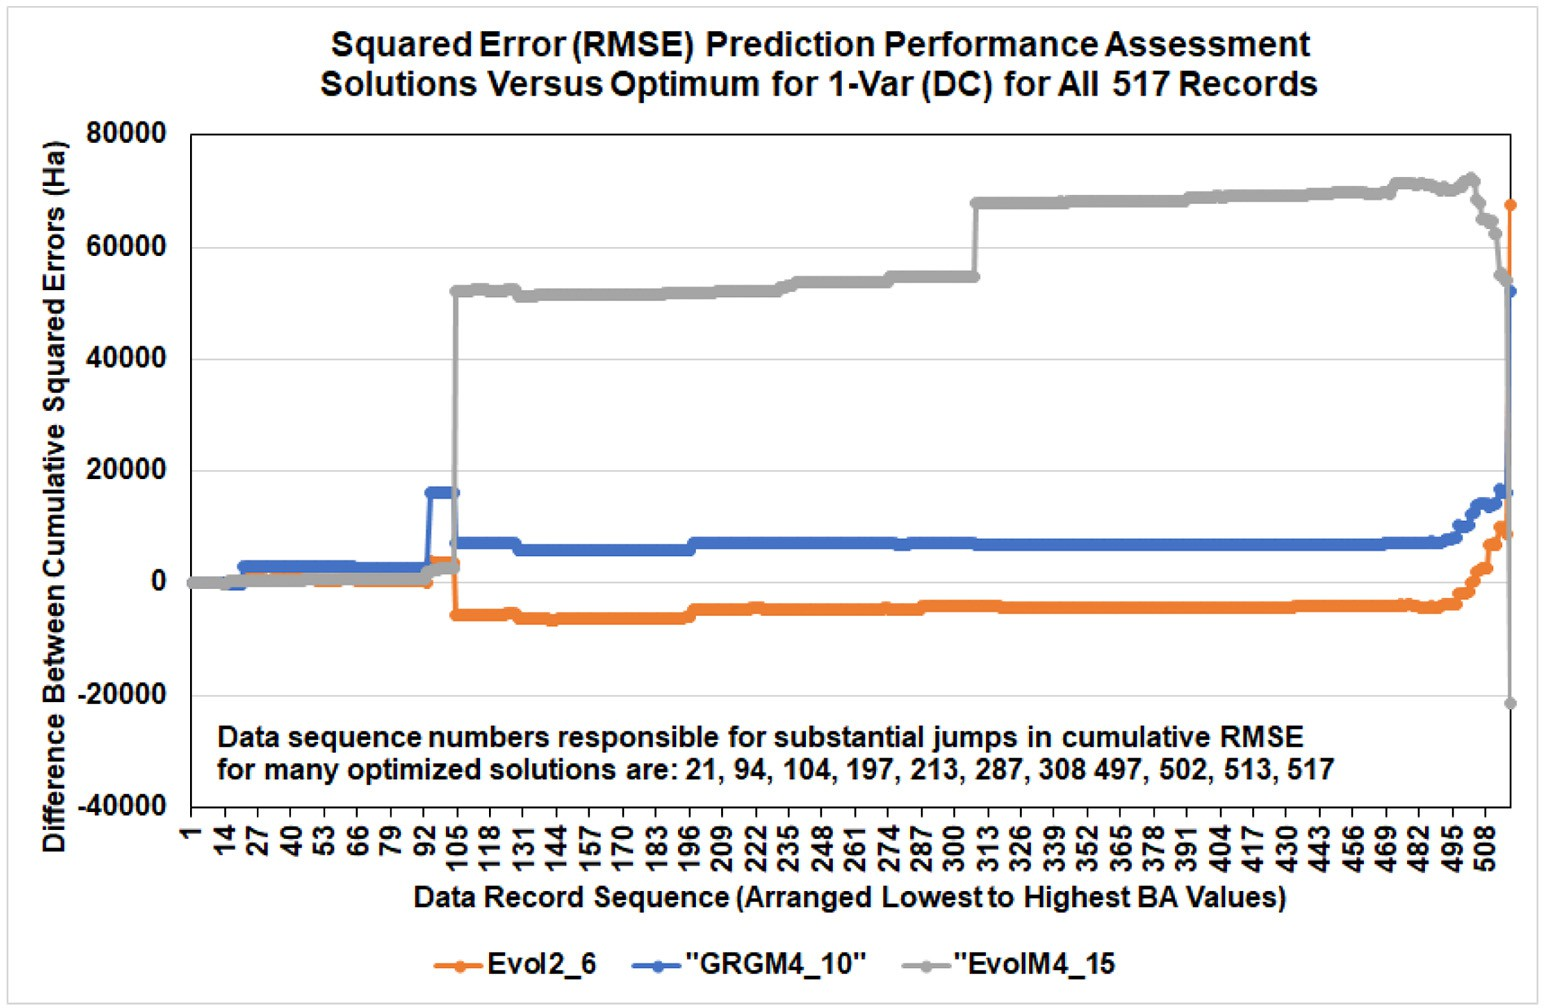 Squared Error (RMSE) Prediction Performance Assessment
Solutions Versus Optimum for 1-Var (DC) for All 517 Records
Difference Between Cumulative Squared Errors (Ha)
80000
60000
40000
20000
0
-20000
-40000
Data sequence numbers responsible for substantial jumps in cumulative RMSE
for many optimized solutions are: 21, 94, 104, 197, 213, 287, 308 497, 502, 513, 517
1 14 27 40 53 66 79 92 105 118 131 144 157 170 183 196 209 222 235 248 261 274 287 300 313 326 339 352 365 378 391 404 417 430 443 456 469 482 495 508
Data Record Sequence (Arranged Lowest to Highest BA Values)
Evol2_6 "GRGM4_10" "EvolM4_15